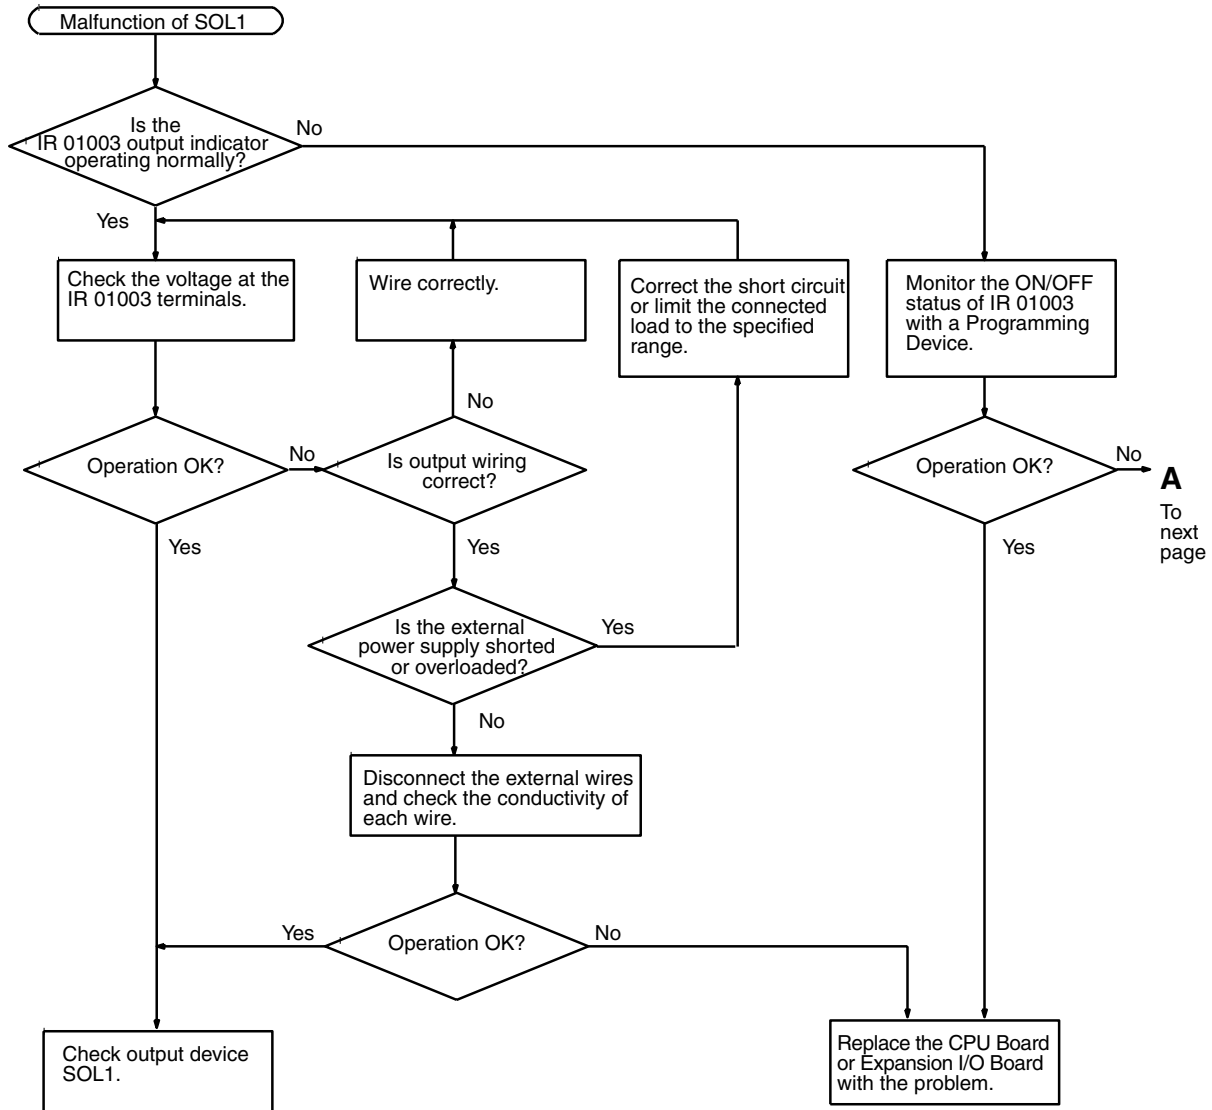 Malfunction of SOL1
Is the
IR 01003 output indicator
operating normally?
No
Yes
Check the voltage at the
IR 01003 terminals.
Wire correctly.
Correct the short circuit
or limit the connected
load to the specified
range.
Monitor the ON/OFF
status of IR 01003
with a Programming
Device.
No
Operation OK?
No
Is output wiring
correct?
Operation OK?
No
A
To
next
page
Yes
Yes
Yes
Is the external
power supply shorted
or overloaded?
Yes
No
Disconnect the external wires
and check the conductivity of
each wire.
Yes
Operation OK?
No
Check output device
SOL1.
Replace the CPU Board
or Expansion I/O Board
with the problem.